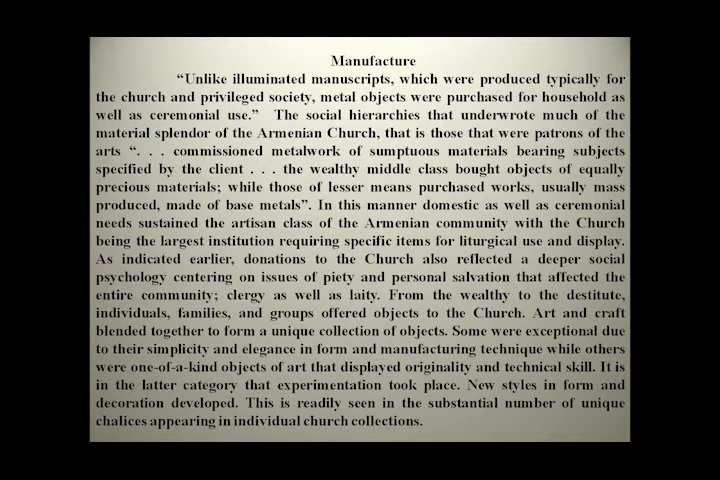 Manufacture
“Unlike illuminated manuscripts, which were produced typically for
the church and privileged society, metal objects were purchased for household as
well as ceremonial use.” The social hierarchies that underwrote much of the
material splendor of the Armenian Church, that is those that were patrons of the
arts “. . . commissioned metalwork of sumptuous materials bearing subjects
specified by the client . . . the wealthy middle class bought objects of equally
precious materials; while those of lesser means purchased works, usually mass
produced, made of base metals”. In this manner domestic as well as ceremonial
needs sustained the artisan class of the Armenian community with the Church
being the largest institution requiring specific items for liturgical use and display.
As indicated earlier, donations to the Church also reflected a deeper social
psychology centering on issues of piety and personal salvation that affected the
entire community; clergy as well as laity. From the wealthy to the destitute,
individuals, families, and groups offered objects to the Church. Art and craft
blended together to form a unique collection of objects. Some were exceptional due
to their simplicity and elegance in form and manufacturing technique while others
were one-of-a-kind objects of art that displayed originality and technical skill. It is
in the latter category that experimentation took place. New styles in form and
decoration developed. This is readily seen in the substantial number of unique
chalices appearing in individual church collections.